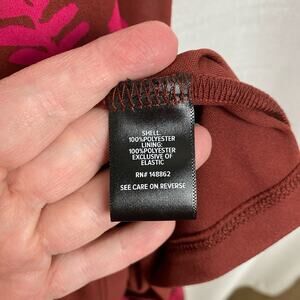 SHELL:
100%POLYESTER
LINING:
100%POLYESTER
EXCLUSIVE OF
ELASTIC
RN# 148862
SEE CARE ON REVERSE